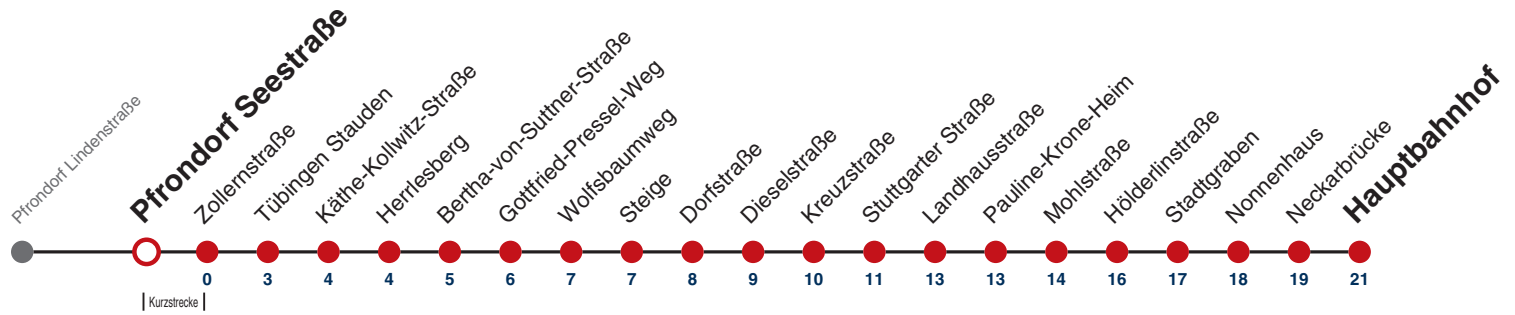 Pfrondorf Lindenstraße
Pfrondorf Seestraße
Zollernstraße
Tübingen Stauden
Käthe-Kollwitz-Straße
Herrlesberg
Bertha-von-Suttner-Straße
Gottfried-Pressel-Weg
Wolfsbaumweg
Steige
Dorfstraße
Dieselstraße
Kreuzstraße
Stuttgarter Straße
Landhausstraße
Pauline-Krone-Heim
Mohlstraße
Hölderlinstraße
Stadtgraben
Nonnenhaus
Neckarbrücke
Hauptbahnhof
0 3 4 4 5 6 7 7 8 9 10 11 13 13 14 16 17 18 19 21
Kurzstrecke